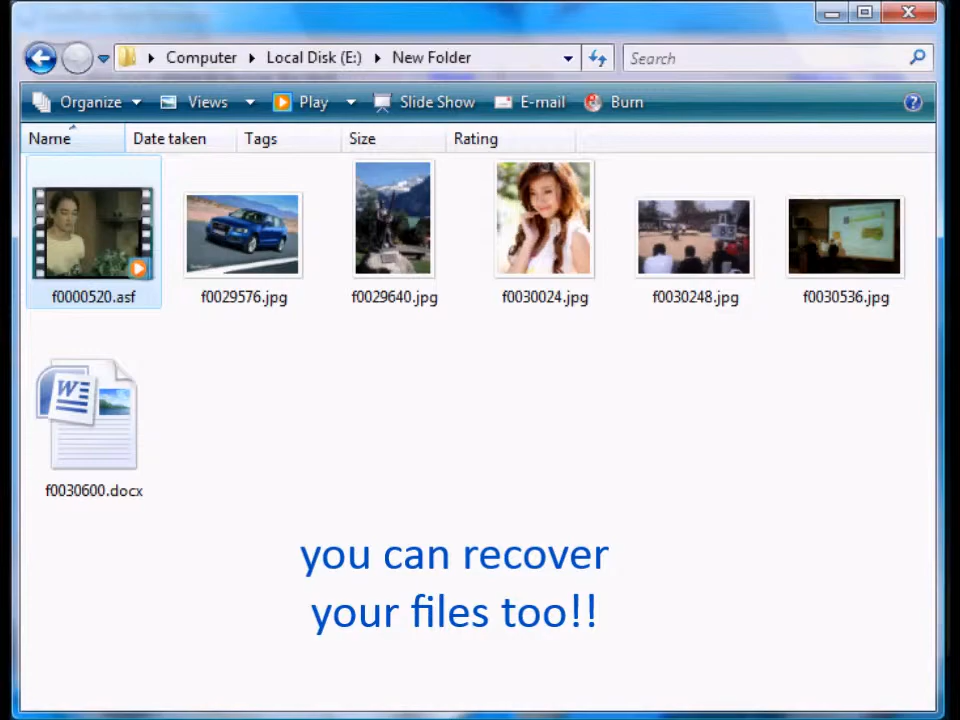 Computer Local Disk (E:) New Folder Search
Organize Views Play Slide Show E-mail Burn ?
Name Date taken Tags Size Rating
f0000520.asf f0029576.jpg f0029640.jpg f0030024.jpg f0030248.jpg f0030536.jpg
W
f0030600.docx
you can recover
your files too!!